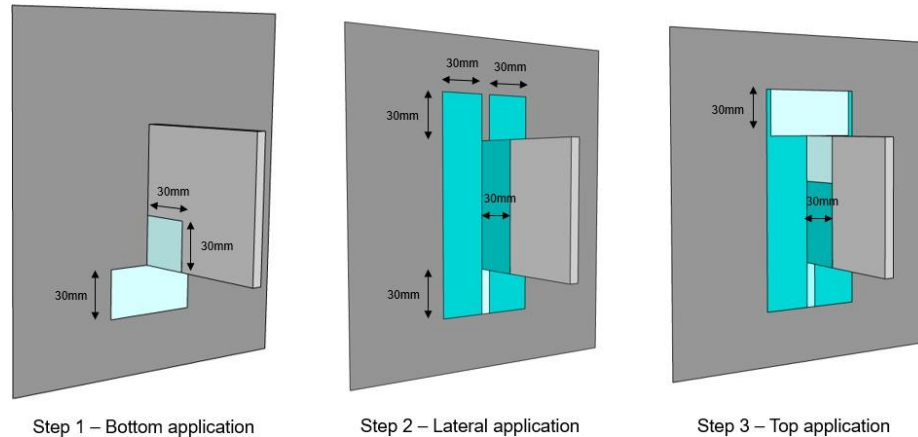 30mm
30mm
30mm
Step 1 – Bottom application
30mm
30mm
30mm
30mm
30mm
Step 2 – Lateral application
30mm
30mm
Step 3 – Top application